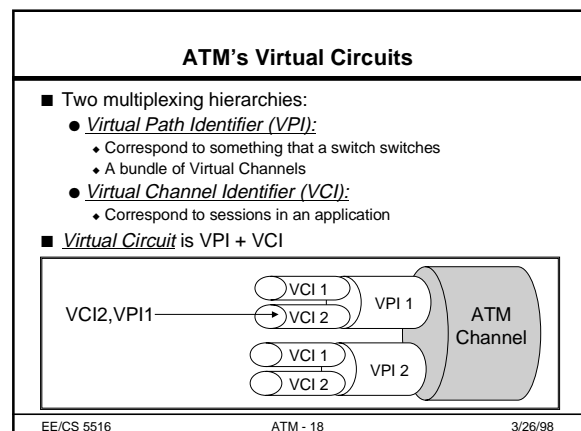 ATM's Virtual Circuits
■ Two multiplexing hierarchies:
● Virtual Path Identifier (VPI):
◆ Correspond to something that a switch switches
◆ A bundle of Virtual Channels
● Virtual Channel Identifier (VCI):
◆ Correspond to sessions in an application
■ Virtual Circuit is VPI + VCI
VCI2,VPI1
VCI 1
VCI 2
VPI 1
VCI 1
VCI 2
VPI 2
ATM
Channel
EE/CS 5516 ATM - 18 3/26/98